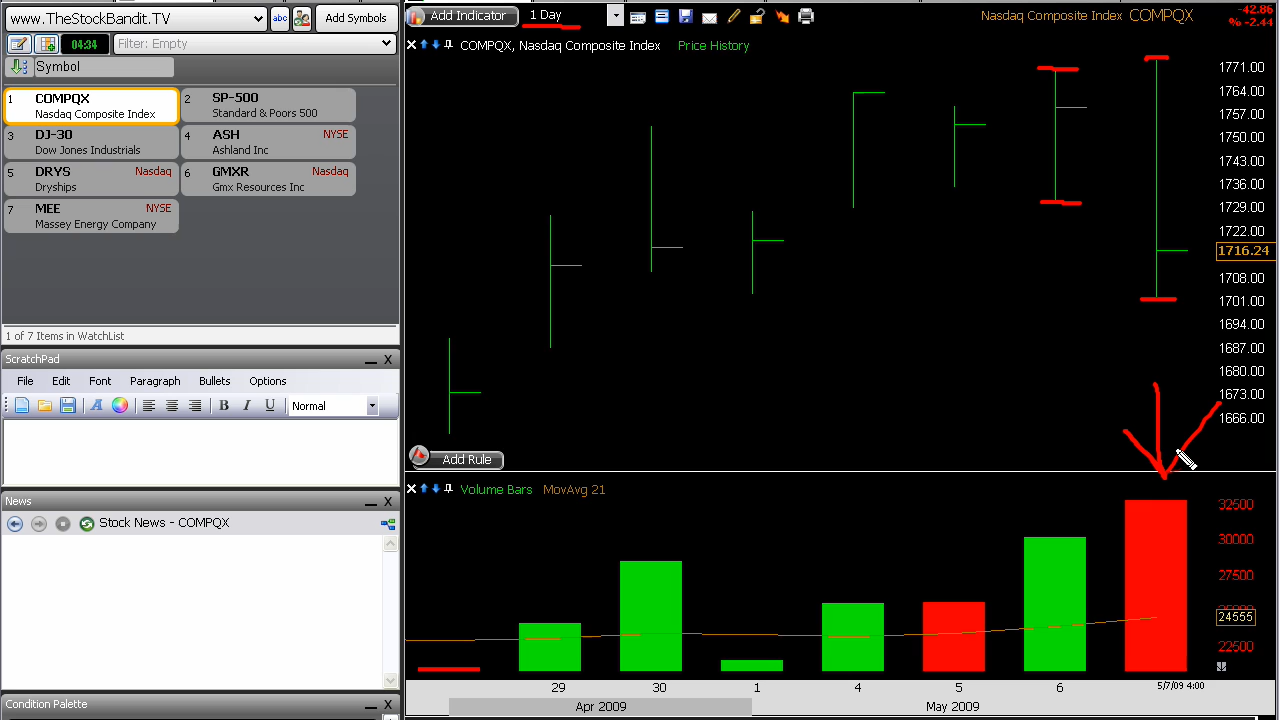 www.TheStockBandit.TV
abc
Add Symbols
04:34
Filter: Empty
Symbol
1 COMPQX
Nasdaq Composite Index
2 SP-500
Standard & Poors 500
3 DJ-30
Dow Jones Industrials
4 ASH NYSE
Ashland Inc
5 DRYS Nasdaq
Dryships
6 GMXR Nasdaq
Gmx Resources Inc
7 MEE NYSE
Massey Energy Company
1 of 7 Items in WatchList
ScratchPad X
File Edit Font Paragraph Bullets Options
A B I U Normal
News X
Stock News - COMPQX
Condition Palette X
Add Indicator 1 Day
Nasdaq Composite Index COMPQX
-42.86
% -2.44
COMPQX, Nasdaq Composite Index Price History
1771.00
1764.00
1757.00
1750.00
1743.00
1736.00
1729.00
1722.00
1716.24
1708.00
1701.00
1694.00
1687.00
1680.00
1673.00
1666.00
Add Rule
Volume Bars MovAvg 21
32500
30000
27500
24555
22500
29 30 1 4 5 6 5/7/09 4:00
Apr 2009 May 2009